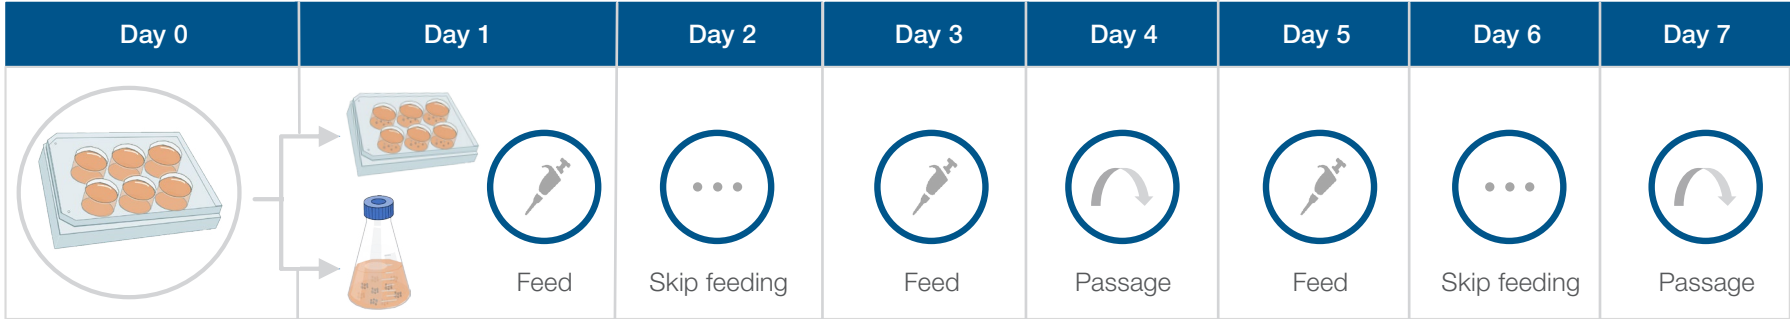 Day 0
Day 1
Day 2
Day 3
Day 4
Day 5
Day 6
Day 7
Feed
Skip feeding
Feed
Passage
Feed
Skip feeding
Passage